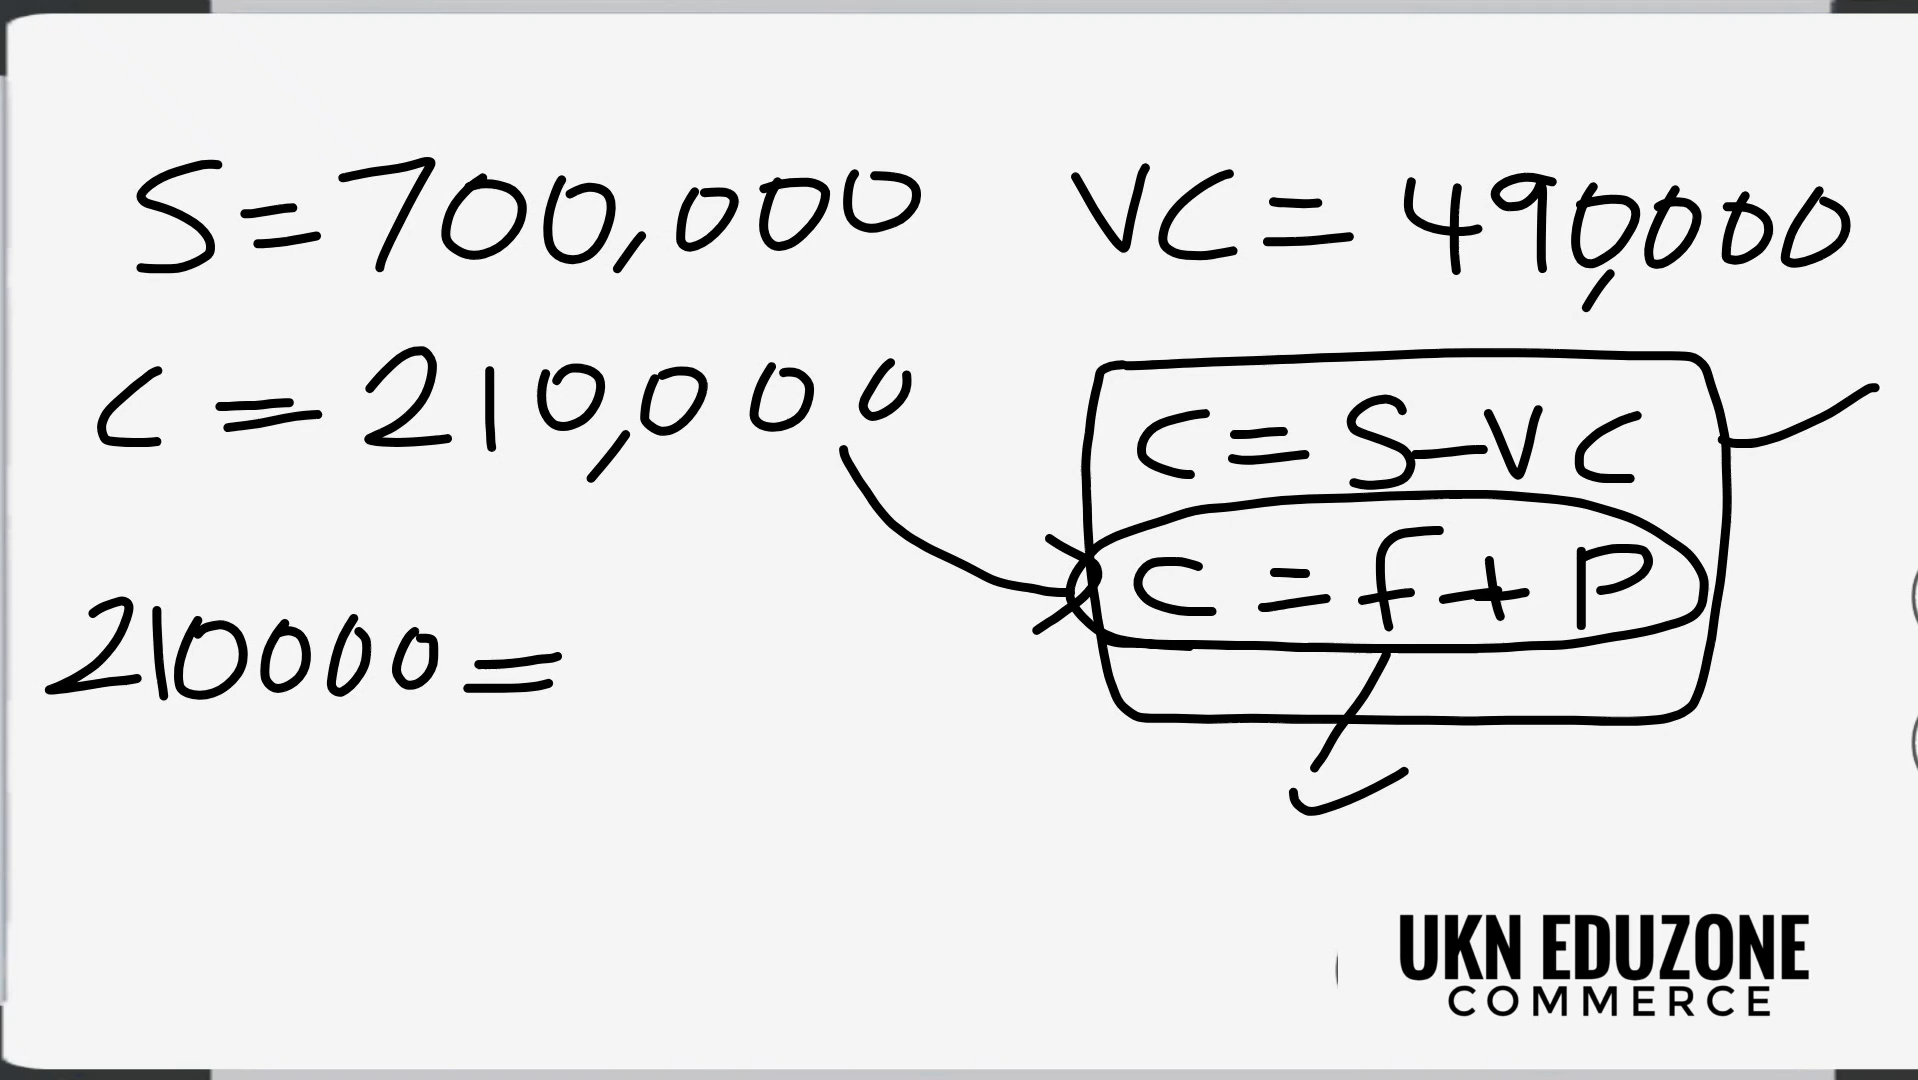 S=700,000 VC=490,000
C=210,000
C=S-VC
C=f+P
210000=
UKN EDUZONE
COMMERCE